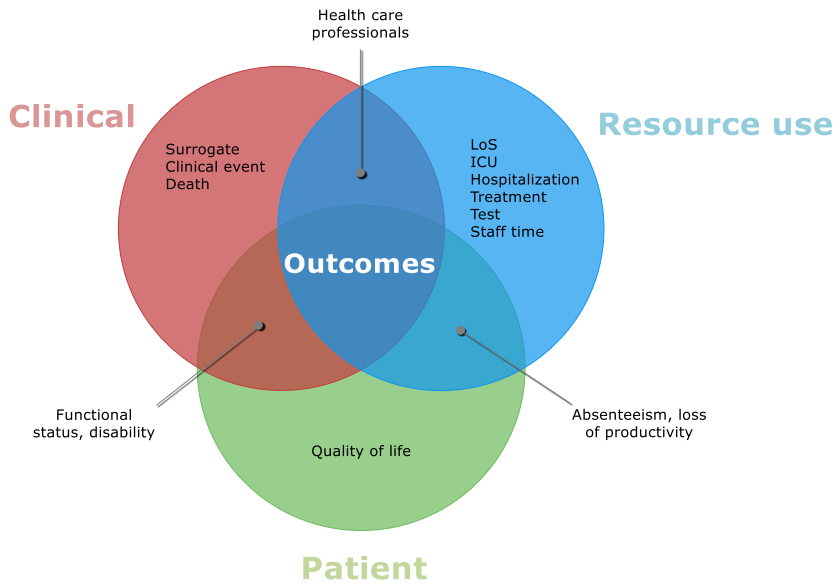 Health care
professionals
Clinical
Resource use
Surrogate
Clinical event
Death
LoS
ICU
Hospitalization
Treatment
Test
Staff time
Outcomes
Functional
status, disability
Absenteeism, loss
of productivity
Quality of life
Patient